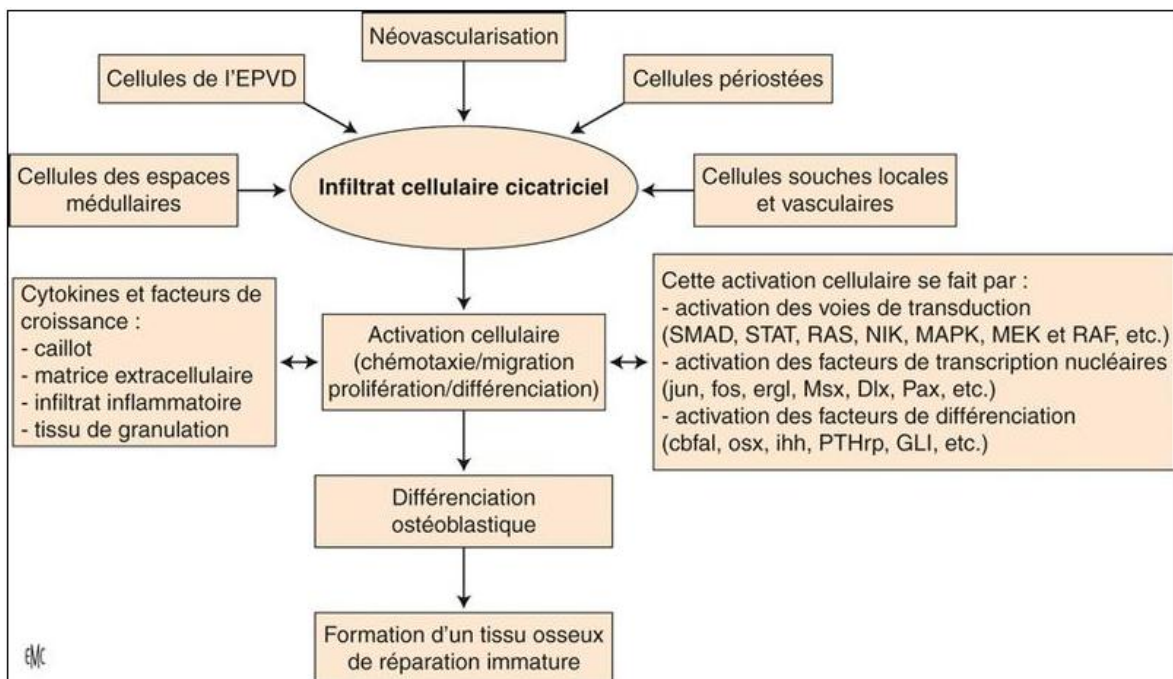 Néovascularisation
Cellules de l'EPVD
Cellules périostées
Cellules des espaces
médullaires
Infiltrat cellulaire cicatriciel
Cellules souches locales
et vasculaires
Cytokines et facteurs de
croissance :
- caillot
- matrice extracellulaire
- infiltrat inflammatoire
- tissu de granulation
Activation cellulaire
(chémotaxie/migration
prolifération/différenciation)
Cette activation cellulaire se fait par :
- activation des voies de transduction
(SMAD, STAT, RAS, NIK, MAPK, MEK et RAF, etc.)
- activation des facteurs de transcription nucléaires
(jun, fos, ergl, Msx, Dlx, Pax, etc.)
- activation des facteurs de différenciation
(cbfal, osx, ihh, PTHrp, GLI, etc.)
Différenciation
ostéoblastique
Formation d'un tissu osseux
de réparation immature
EMC